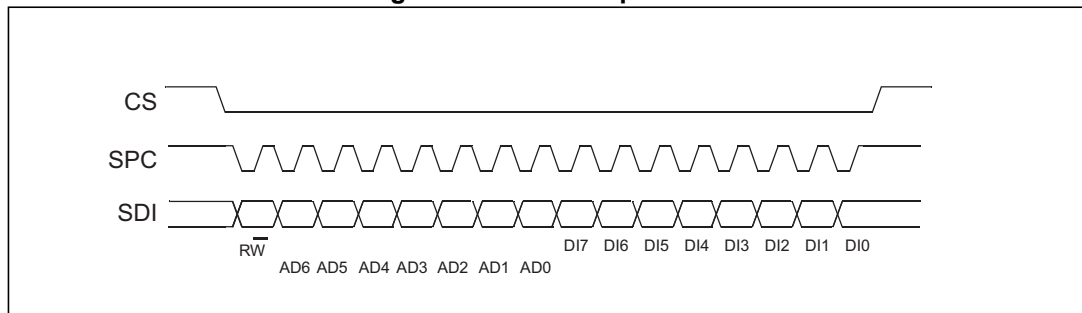 CS
SPC
SDI
RW DI7 DI6 DI5 DI4 DI3 DI2 DI1 DI0
AD6 AD5 AD4 AD3 AD2 AD1 AD0